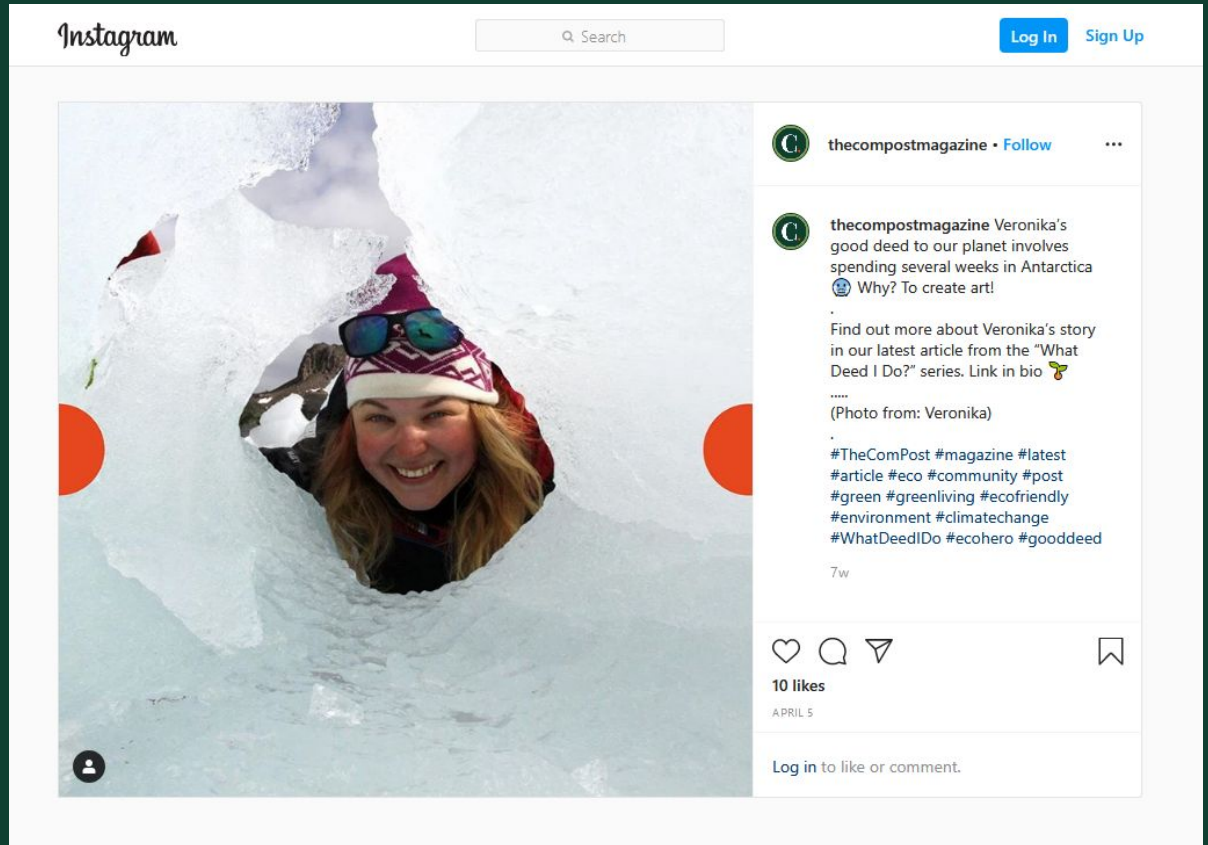 Instagram
Search
Log In
Sign Up
C.
thecompostmagazine • Follow
C.
thecompostmagazine Veronika's
good deed to our planet involves
spending several weeks in Antarctica
🥶 Why? To create art!
.
Find out more about Veronika's story
in our latest article from the “What
Deed I Do?” series. Link in bio 🌱
.....
(Photo from: Veronika)
.
#TheComPost #magazine #latest
#article #eco #community #post
#green #greenliving #ecofriendly
#environment #climatechange
#WhatDeedIDo #ecohero #gooddeed
7w
10 likes
APRIL 5
Log in to like or comment.